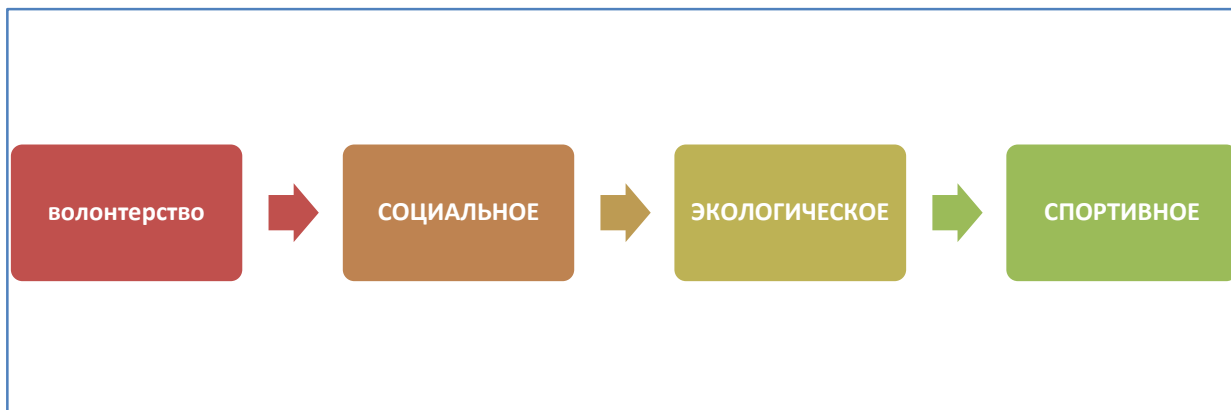 волонтерство
СОЦИАЛЬНОЕ
ЭКОЛОГИЧЕСКОЕ
СПОРТИВНОЕ